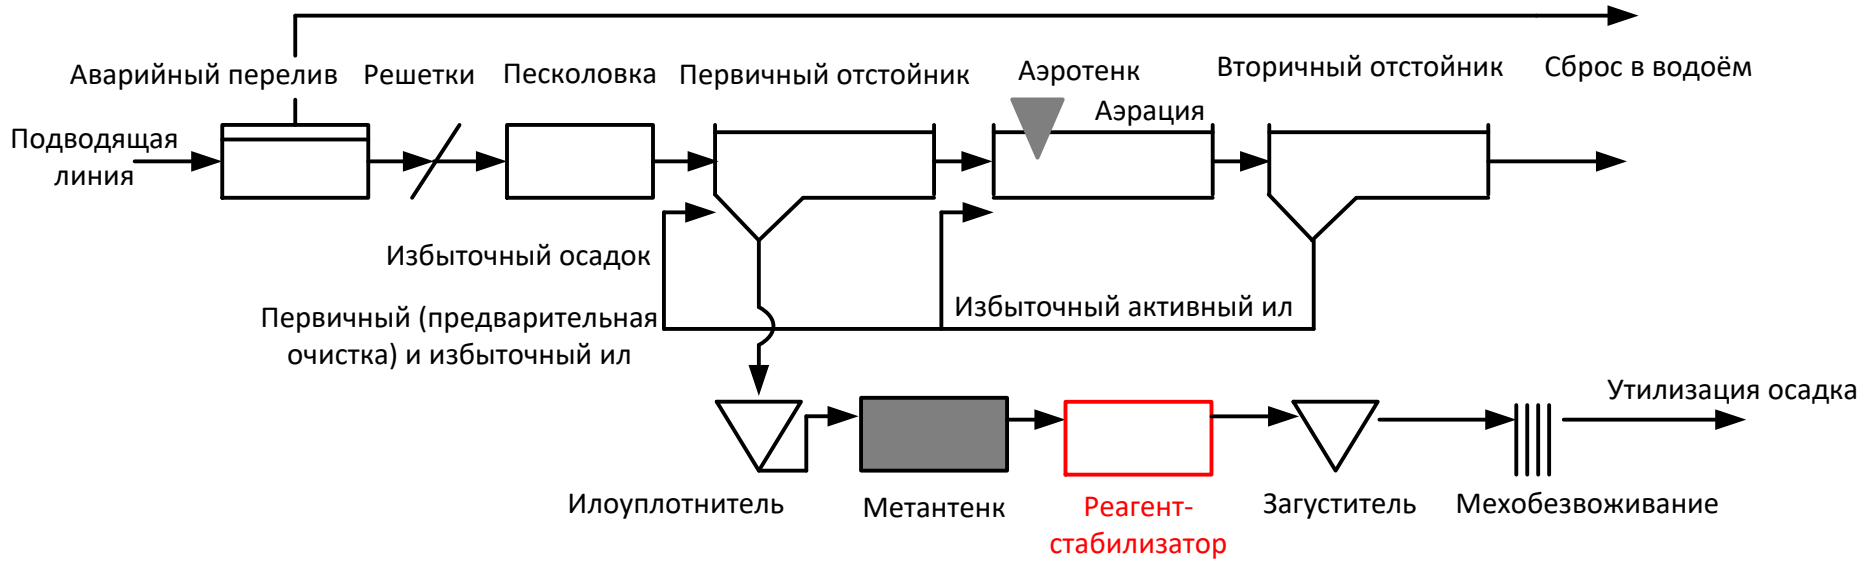 Аварийный перелив
Решетки
Песколовка
Первичный отстойник
Аэротенк
Вторичный отстойник
Сброс в водоём
Аэрация
Подводящая
линия
Избыточный осадок
Избыточный активный ил
Первичный (предварительная
очистка) и избыточный ил
Утилизация осадка
Илоуплотнитель
Метантенк
Реагент-
стабилизатор
Загуститель
Мехобезвоживание